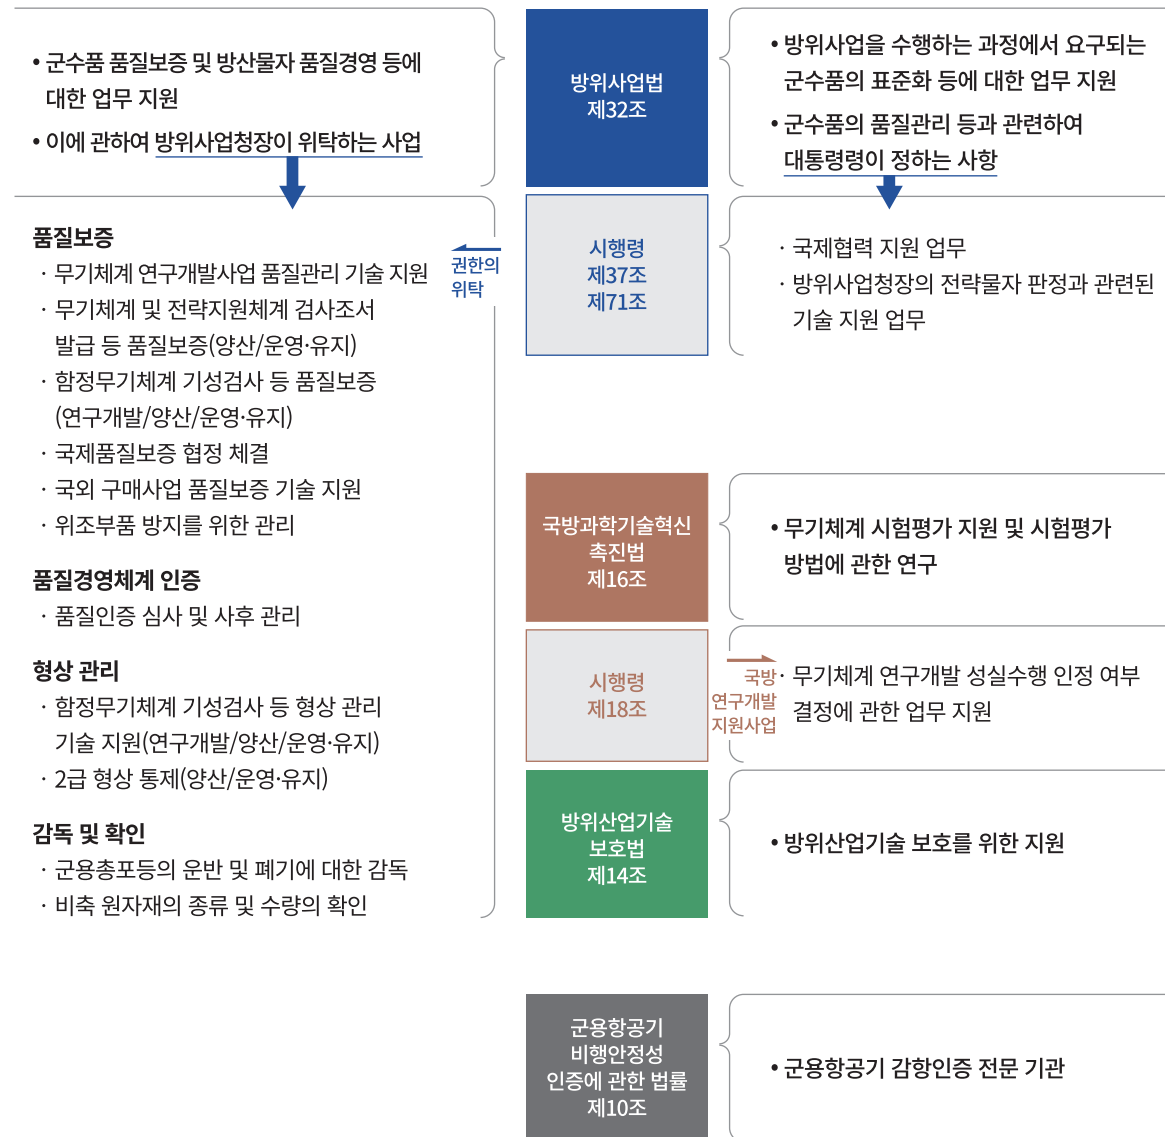 • 군수품 품질보증 및 방산물자 품질경영 등에
대한 업무 지원
• 이에 관하여 방위사업청장이 위탁하는 사업
방위사업법
제32조
• 방위사업을 수행하는 과정에서 요구되는
군수품의 표준화 등에 대한 업무 지원
• 군수품의 품질관리 등과 관련하여
대통령령이 정하는 사항
품질보증
· 무기체계 연구개발사업 품질관리 기술 지원
· 무기체계 및 전략지원체계 검사조서
발급 등 품질보증(양산/운영·유지)
· 함정무기체계 기성검사 등 품질보증
(연구개발/양산/운영·유지)
· 국제품질보증 협정 체결
· 국외 구매사업 품질보증 기술 지원
· 위조부품 방지를 위한 관리
품질경영체계 인증
· 품질인증 심사 및 사후 관리
형상 관리
· 함정무기체계 기성검사 등 형상 관리
기술 지원(연구개발/양산/운영·유지)
· 2급 형상 통제(양산/운영·유지)
감독 및 확인
· 군용총포등의 운반 및 폐기에 대한 감독
· 비축 원자재의 종류 및 수량의 확인
권한의
위탁
시행령
제37조
제71조
· 국제협력 지원 업무
· 방위사업청장의 전략물자 판정과 관련된
기술 지원 업무
국방과학기술혁신
촉진법
제16조
• 무기체계 시험평가 지원 및 시험평가
방법에 관한 연구
시행령
제18조
국방
연구개발
지원사업
· 무기체계 연구개발 성실수행 인정 여부
결정에 관한 업무 지원
방위산업기술
보호법
제14조
• 방위산업기술 보호를 위한 지원
군용항공기
비행안정성
인증에 관한 법률
제10조
• 군용항공기 감항인증 전문 기관